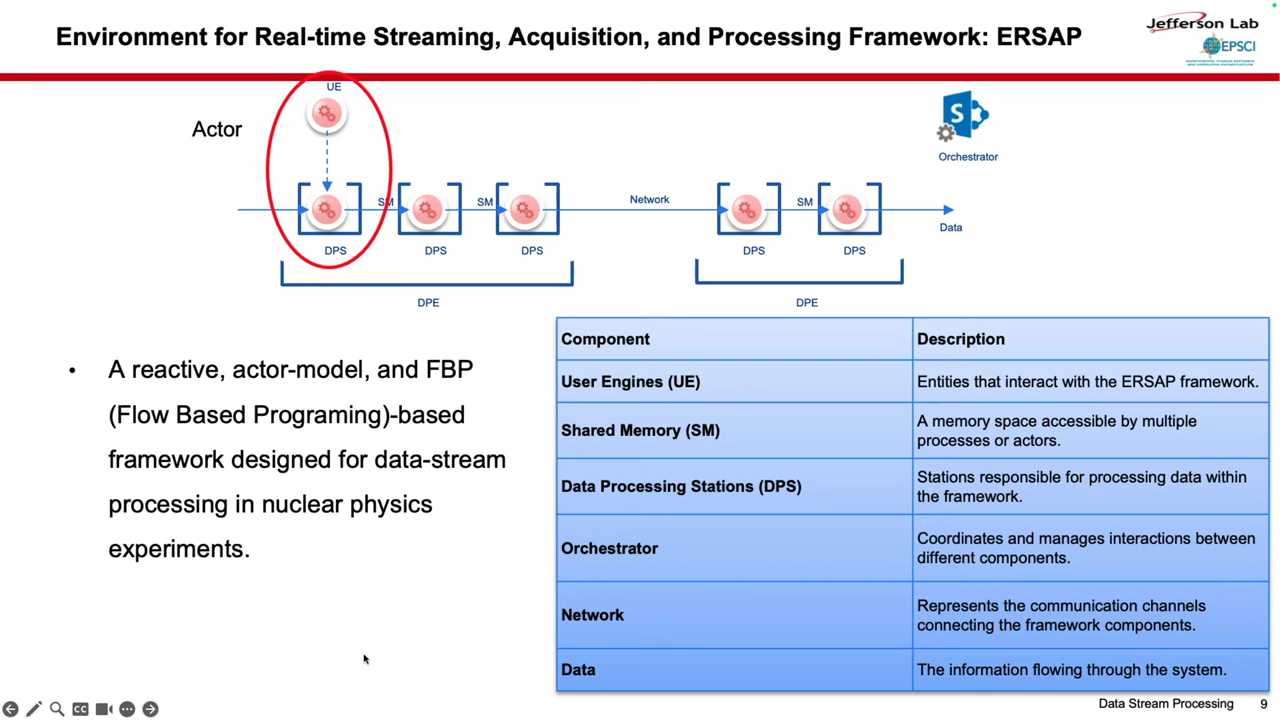 Environment for Real-time Streaming, Acquisition, and Processing Framework: ERSAP
Jefferson Lab
EPSCI
UE
Actor
S
Orchestrator
SM
SM
Network
SM
Data
DPS
DPS
DPS
DPS
DPS
DPE
DPE
• A reactive, actor-model, and FBP
(Flow Based Programing)-based
framework designed for data-stream
processing in nuclear physics
experiments.
Component Description
User Engines (UE) Entities that interact with the ERSAP framework.
Shared Memory (SM) A memory space accessible by multiple
processes or actors.
Data Processing Stations (DPS) Stations responsible for processing data within
the framework.
Orchestrator Coordinates and manages interactions between
different components.
Network Represents the communication channels
connecting the framework components.
Data The information flowing through the system.
CC
Data Stream Processing 9